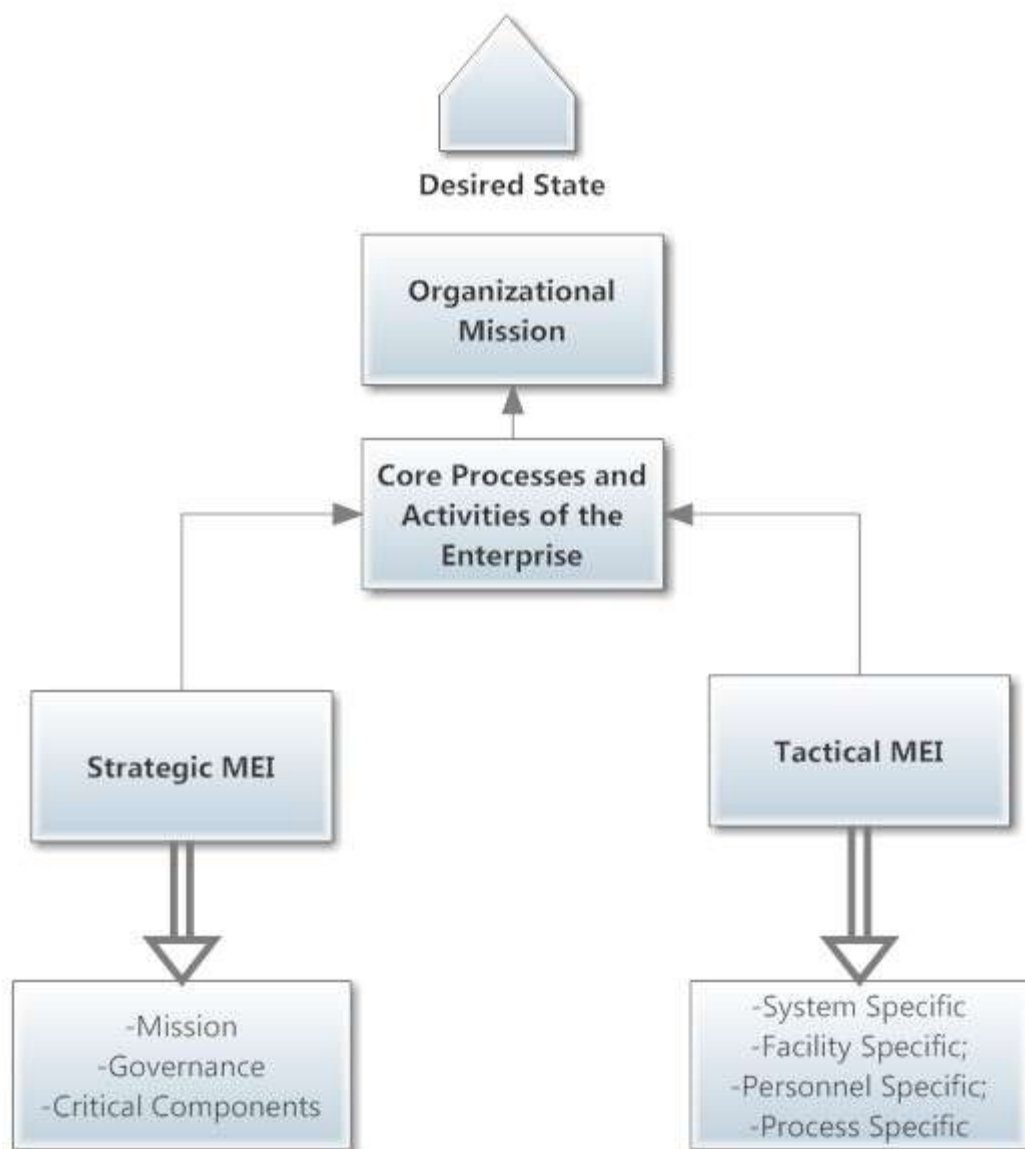 Desired State
Organizational
Mission
Core Processes and
Activities of the
Enterprise
Strategic MEI
Tactical MEI
-Mission
-Governance
-Critical Components
-System Specific
-Facility Specific;
-Personnel Specific;
-Process Specific